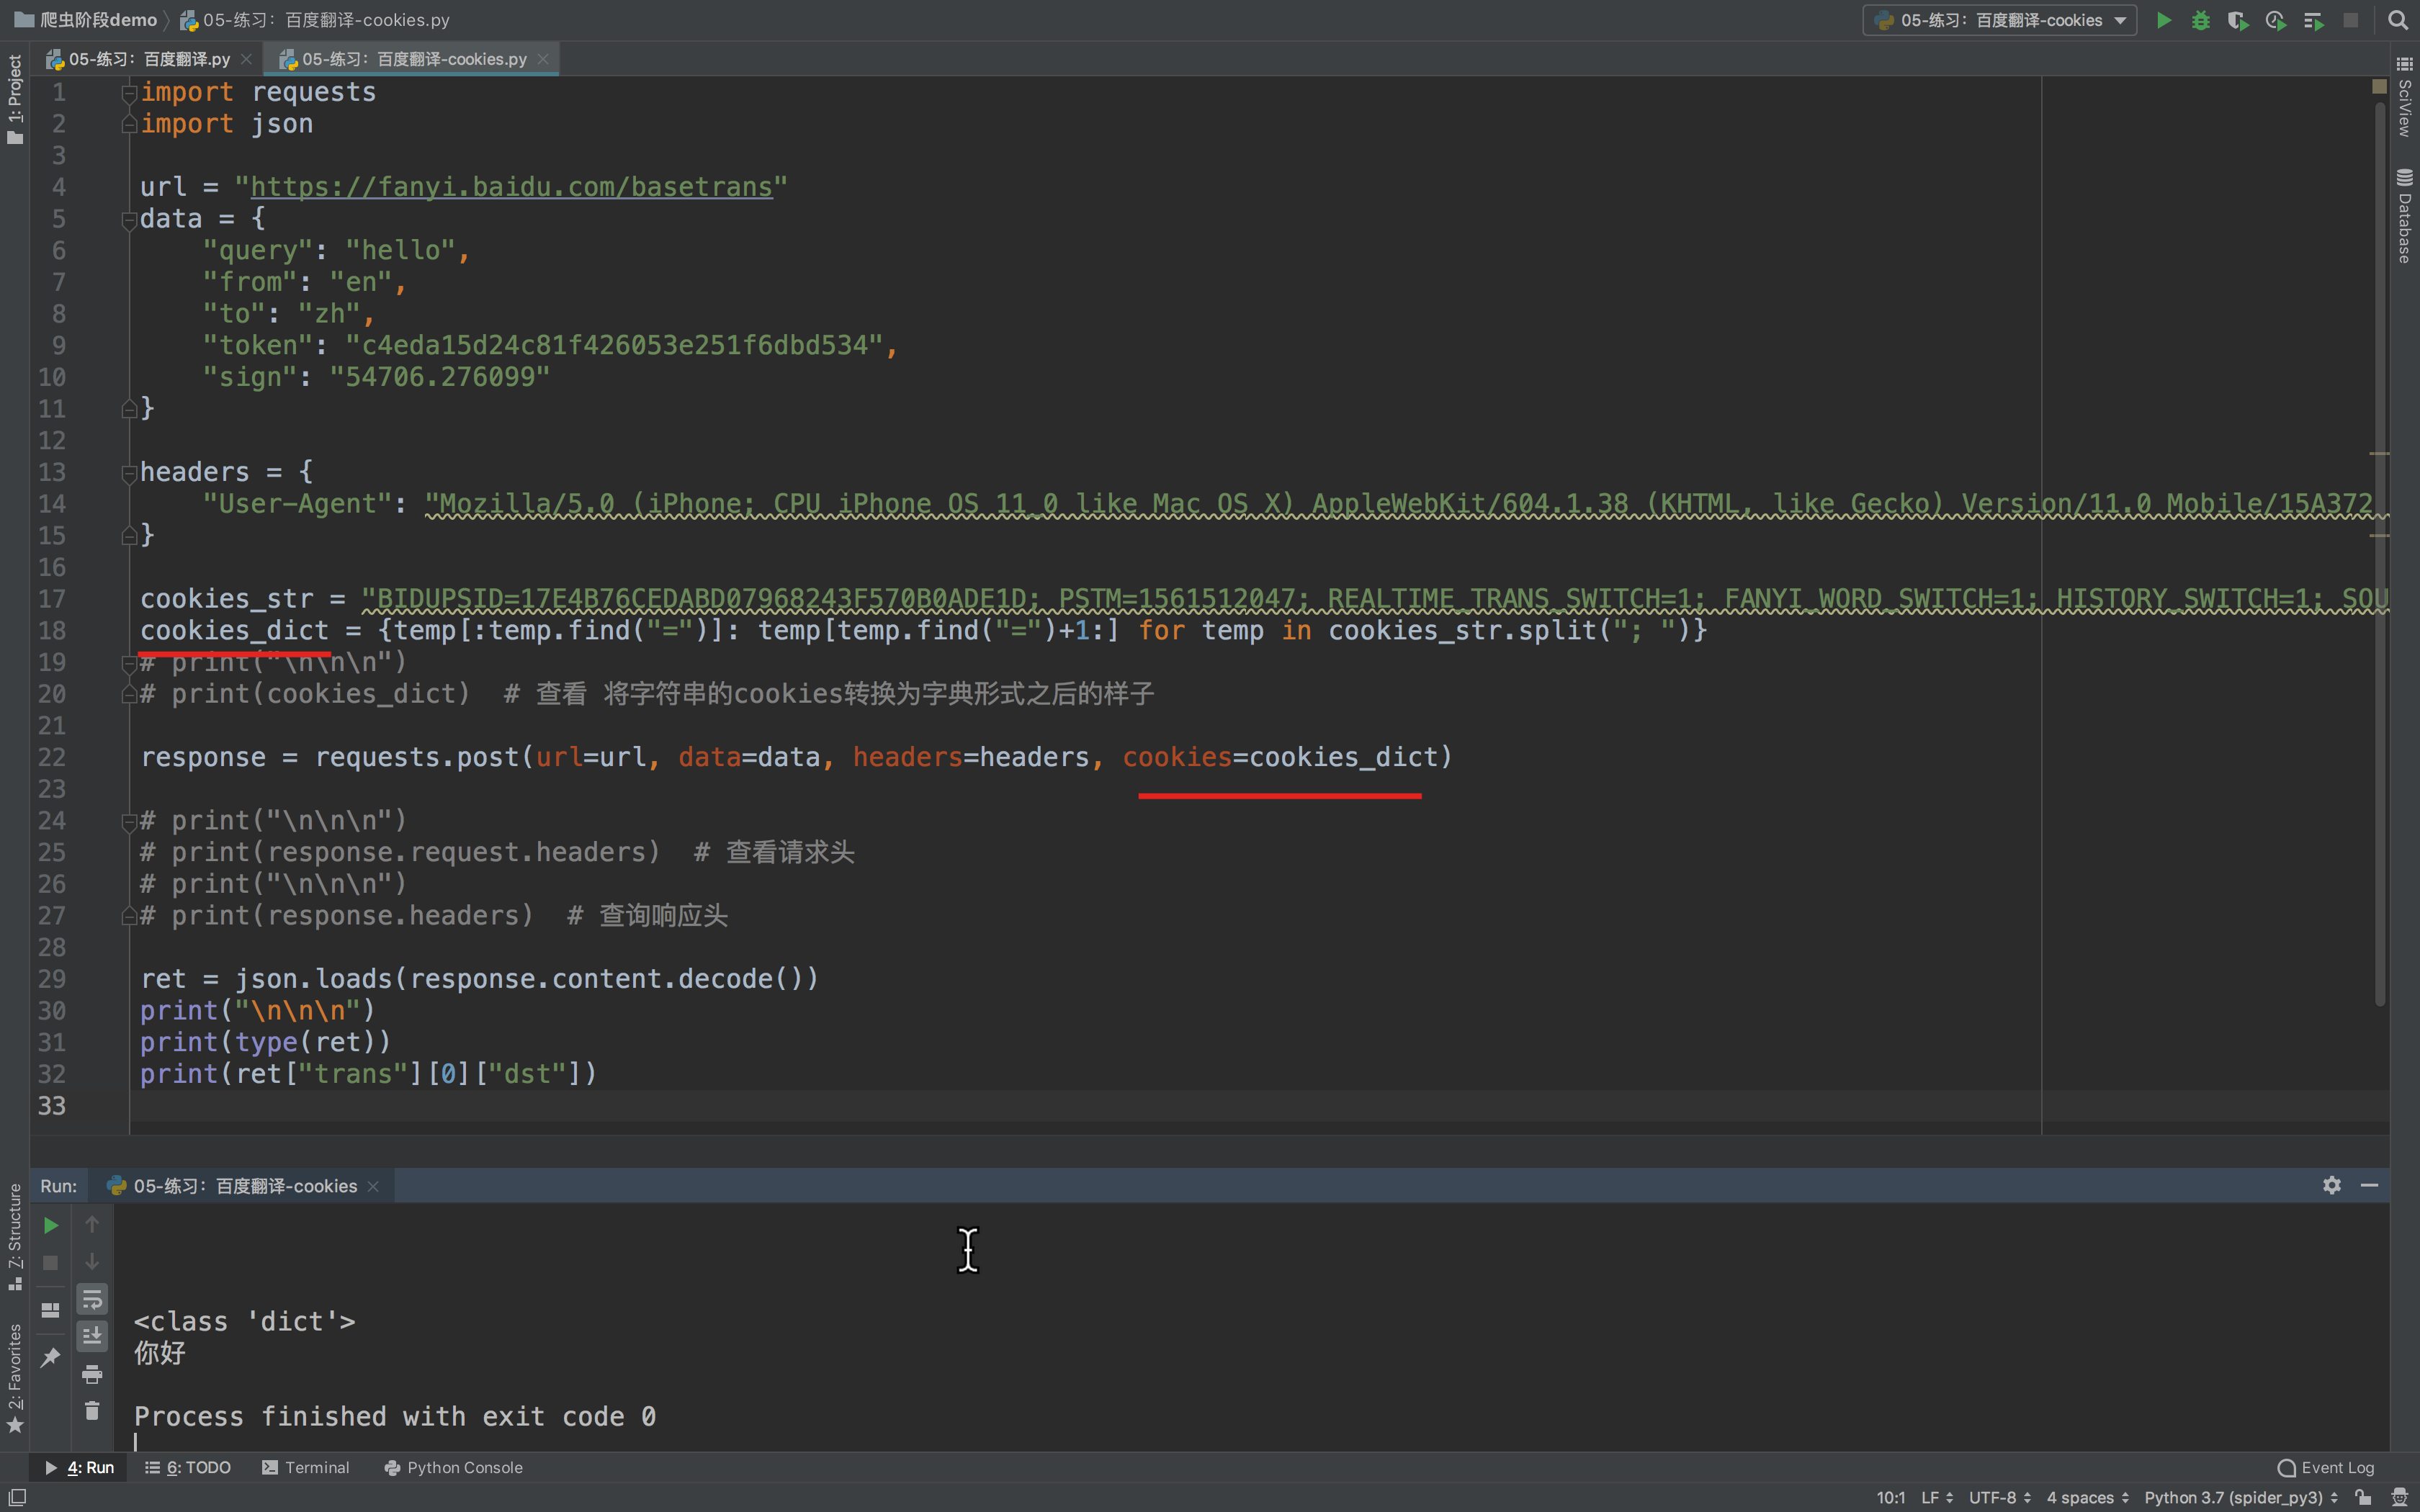 爬虫阶段demo 05-练习：百度翻译-cookies.py 05-练习：百度翻译-cookies
05-练习：百度翻译.py 05-练习：百度翻译-cookies.py
1: Project
SciView
Database
1 import requests
2 import json
3
4 url = "https://fanyi.baidu.com/basetrans"
5 data = {
6 "query": "hello",
7 "from": "en",
8 "to": "zh",
9 "token": "c4eda15d24c81f426053e251f6dbd534",
10 "sign": "54706.276099"
11 }
12
13 headers = {
14 "User-Agent": "Mozilla/5.0 (iPhone; CPU iPhone OS 11_0 like Mac OS X) AppleWebKit/604.1.38 (KHTML, like Gecko) Version/11.0 Mobile/15A372
15 }
16
17 cookies_str = "BIDUPSID=17E4B76CEDABD07968243F570B0ADE1D; PSTM=1561512047; REALTIME_TRANS_SWITCH=1; FANYI_WORD_SWITCH=1; HISTORY_SWITCH=1; SOU
18 cookies_dict = {temp[:temp.find("=")]: temp[temp.find("=")+1:] for temp in cookies_str.split("; ")}
19 # print("\n\n\n")
20 # print(cookies_dict)  # 查看 将字符串的cookies转换为字典形式之后的样子
21
22 response = requests.post(url=url, data=data, headers=headers, cookies=cookies_dict)
23
24 # print("\n\n\n")
25 # print(response.request.headers)  # 查看请求头
26 # print("\n\n\n")
27 # print(response.headers)  # 查询响应头
28
29 ret = json.loads(response.content.decode())
30 print("\n\n\n")
31 print(type(ret))
32 print(ret["trans"][0]["dst"])
33
Run: 05-练习：百度翻译-cookies
7: Structure
2: Favorites
<class 'dict'>
你好
Process finished with exit code 0
4: Run 6: TODO Terminal Python Console Event Log
10:1 LF UTF-8 4 spaces Python 3.7 (spider_py3)